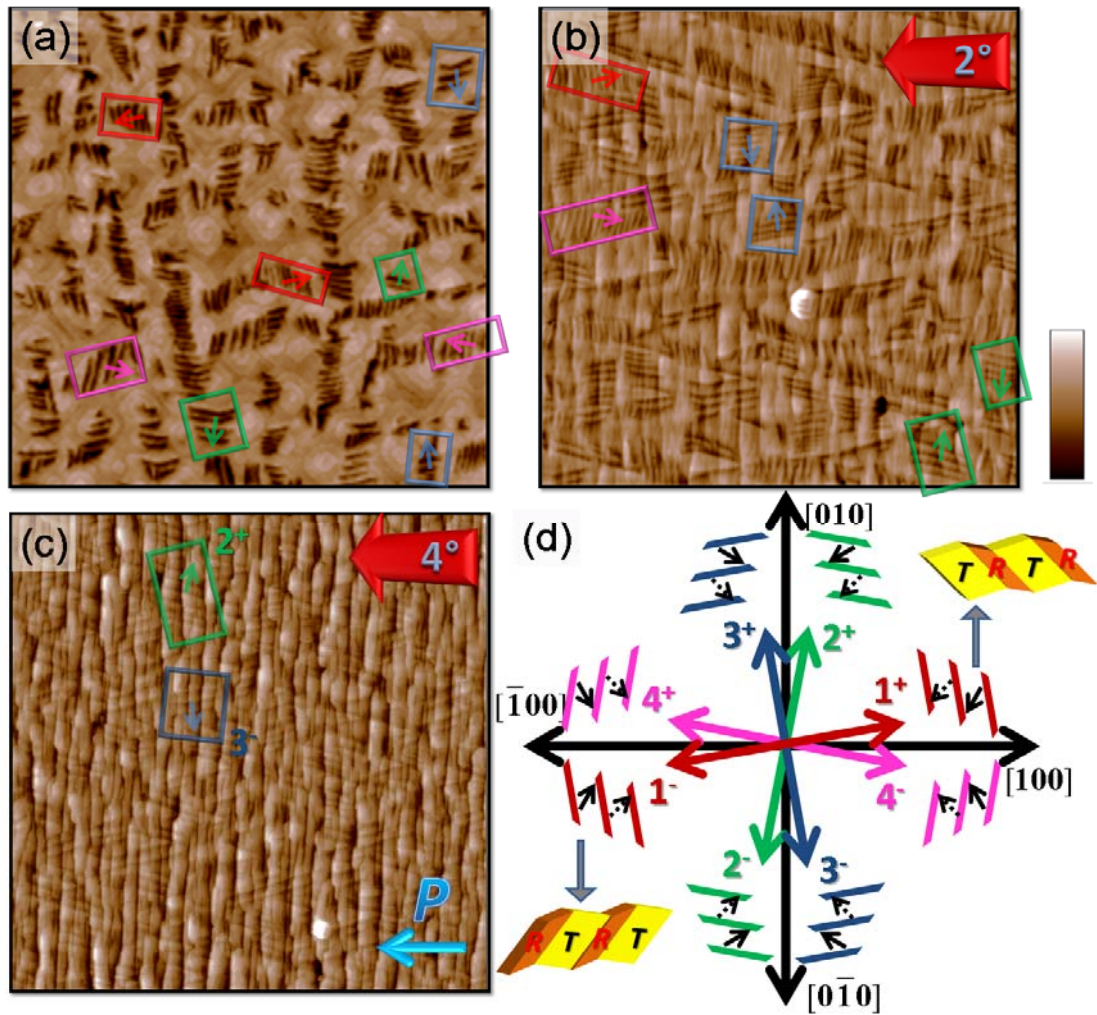 (a)
(b)
2°
(c)
2⁺
4°
3⁻
P
(d)
[010]
T R T R
3⁺ 2⁺
[1̅00]
4⁺ 1⁺
[100]
1⁻ 4⁻
2⁻ 3⁻
R T R T
[01̅0]